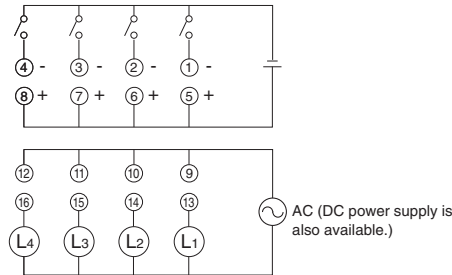 4 - 3 - 2 - 1 -
8 + 7 + 6 + 5 +
12 11 10 9
16 15 14 13
AC (DC power supply is
also available.)
L4 L3 L2 L1